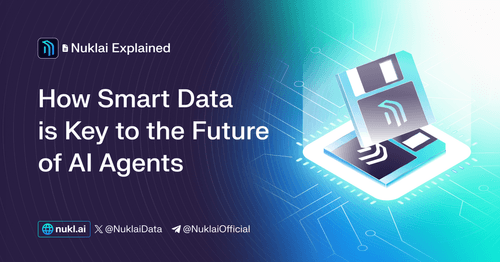 Nuklai Explained
How Smart Data
is Key to the Future
of AI Agents
nukl.ai @NuklaiData @NuklaiOfficial